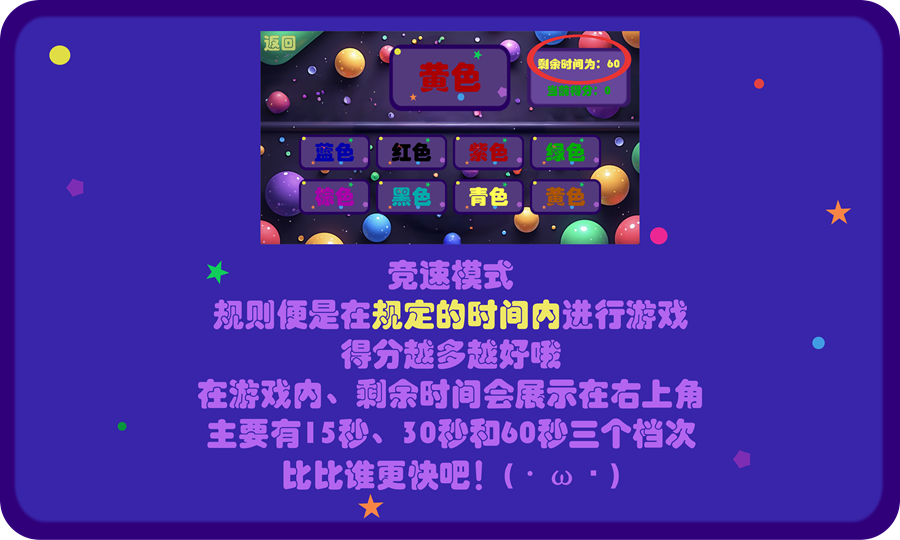 返回
黄色
剩余时间为：60
当前得分：0
蓝色 红色 紫色 绿色
棕色 黑色 青色 黄色
竞速模式
规则便是在规定的时间内进行游戏
得分越多越好哦
在游戏内、剩余时间会展示在右上角
主要有15秒、30秒和60秒三个档次
比比谁更快吧！(・ω・)